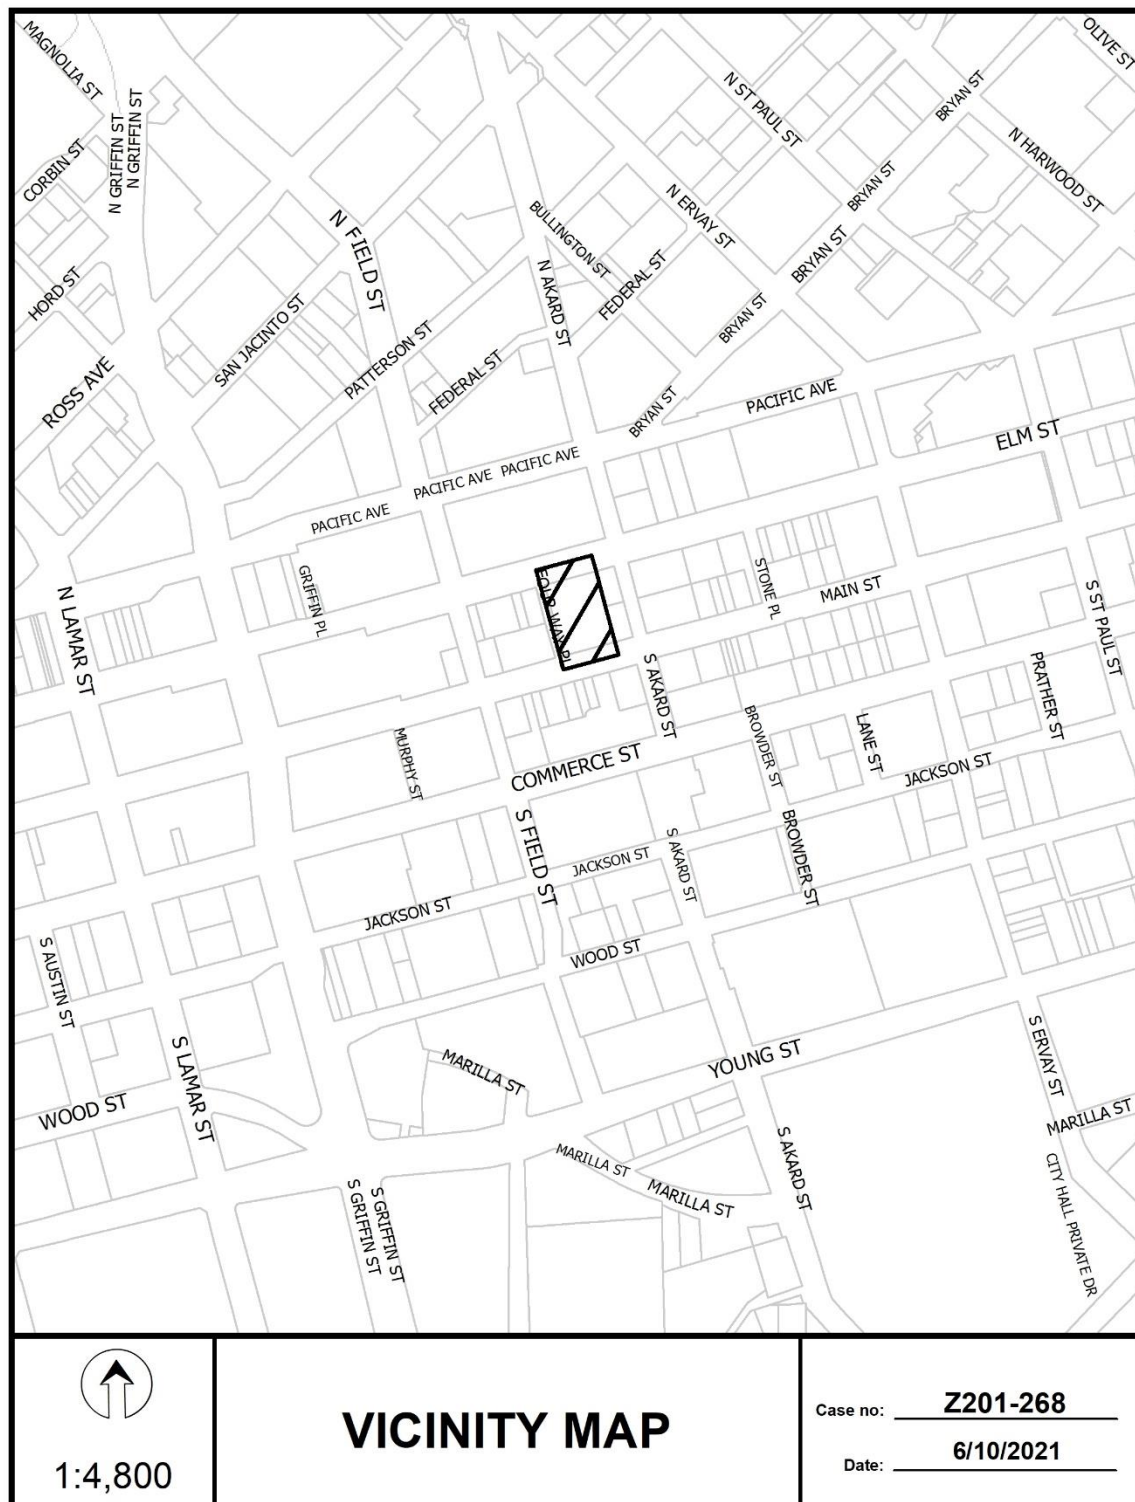 MAGNOLIA ST
OLIVE ST
N GRIFFIN ST
N GRIFFIN ST
N ST PAUL ST
BRYAN ST
CORBIN ST
N HARWOOD ST
BRYAN ST
N ERVAY ST
BULLINGTON ST
N FIELD ST
BRYAN ST
HORD ST
N AKARD ST
FEDERAL ST
BRYAN ST
SAN JACINTO ST
PATTERSON ST
ROSS AVE
FEDERAL ST
BRYAN ST
PACIFIC AVE
ELM ST
PACIFIC AVE
PACIFIC AVE
PACIFIC AVE
GRIFFIN PL
FOUR WAY PL
STONE PL
MAIN ST
N LAMAR ST
S ST PAUL ST
S AKARD ST
PRATHER ST
MURPHY ST
BROWDER ST
LANE ST
COMMERCE ST
JACKSON ST
S FIELD ST
BROWDER ST
JACKSON ST
S AKARD ST
JACKSON ST
WOOD ST
S AUSTIN ST
S LAMAR ST
MARILLA ST
YOUNG ST
S ERVAY ST
WOOD ST
MARILLA ST
S AKARD ST
MARILLA ST
MARILLA ST
CITY HALL PRIVATE DR
S GRIFFIN ST
S GRIFFIN ST
1:4,800
VICINITY MAP
Case no: Z201-268
Date: 6/10/2021